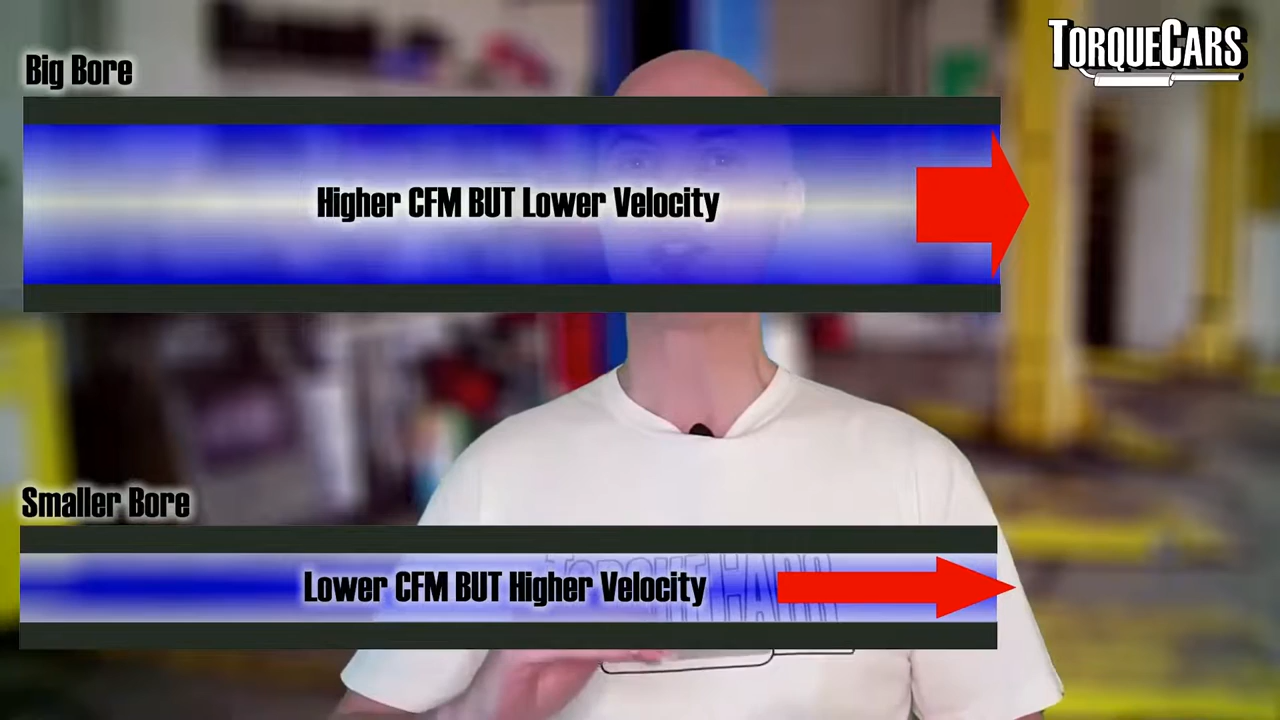 TORQUECARS
Big Bore
Higher CFM BUT Lower Velocity
Smaller Bore
Lower CFM BUT Higher Velocity